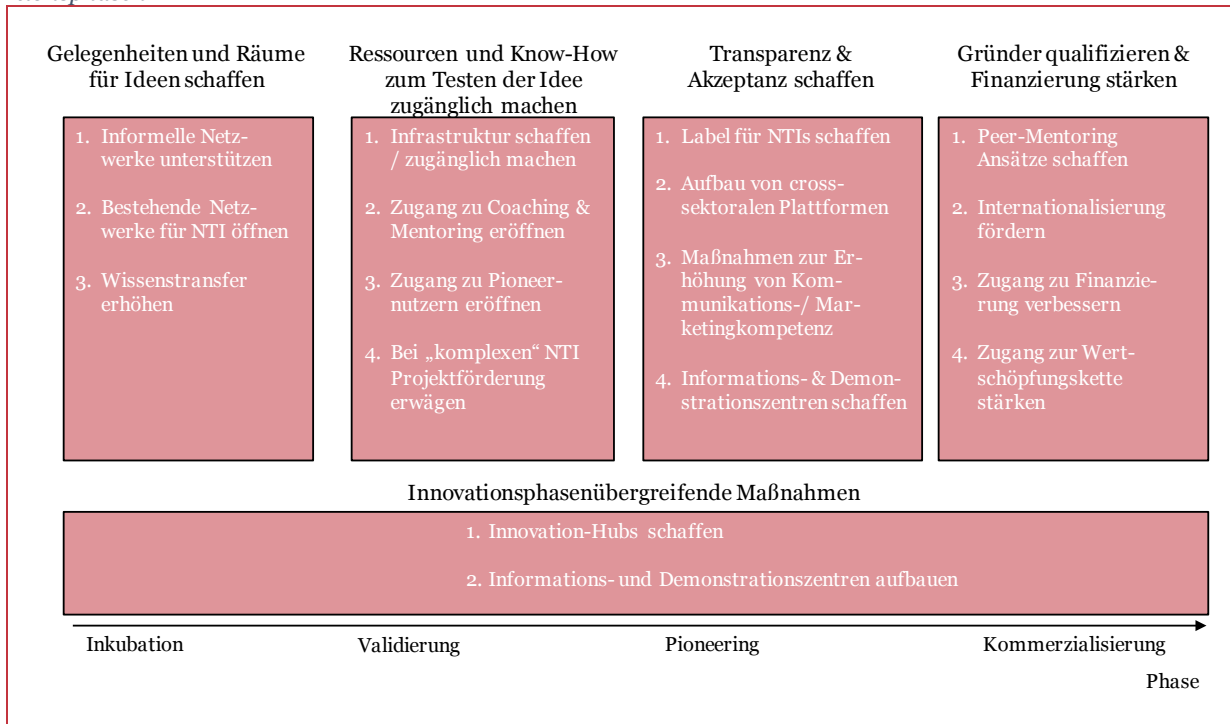 Gelegenheiten und Räume
für Ideen schaffen
1. Informelle Netz-
werke unterstützen
2. Bestehende Netz-
werke für NTI öffnen
3. Wissenstransfer
erhöhen
Ressourcen und Know-How
zum Testen der Idee
zugänglich machen
1. Infrastruktur schaffen
/ zugänglich machen
2. Zugang zu Coaching &
Mentoring eröffnen
3. Zugang zu Pioneer-
nutzern eröffnen
4. Bei „komplexen“ NTI
Projektförderung
erwägen
Transparenz &
Akzeptanz schaffen
1. Label für NTIs schaffen
2. Aufbau von cross-
sektoralen Plattformen
3. Maßnahmen zur Er-
höhung von Kom-
munikations-/ Mar-
ketingkompetenz
4. Informations- & Demon-
strationszentren schaffen
Gründer qualifizieren &
Finanzierung stärken
1. Peer-Mentoring
Ansätze schaffen
2. Internationalisierung
fördern
3. Zugang zu Finanzie-
rung verbessern
4. Zugang zur Wert-
schöpfungskette
stärken
Innovationsphasenübergreifende Maßnahmen
1. Innovation-Hubs schaffen
2. Informations- und Demonstrationszentren aufbauen
Inkubation
Validierung
Pioneering
Kommerzialisierung
Phase